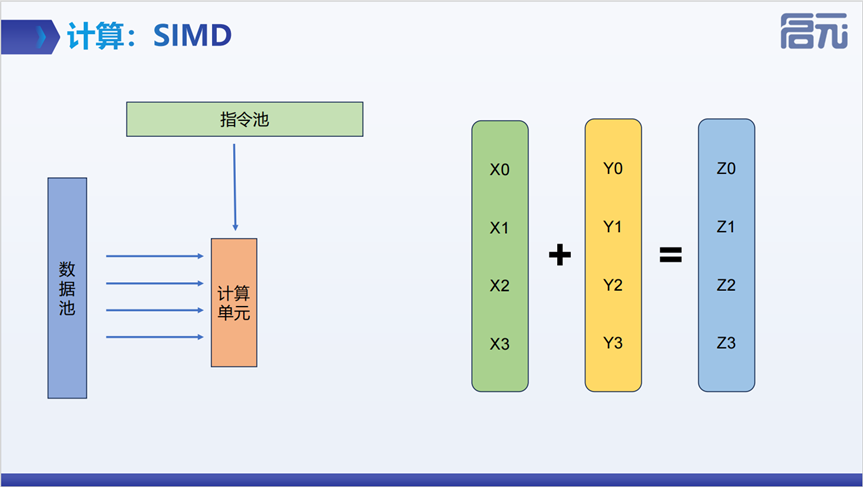 计算：SIMD
启元
指令池
数
据
池
计算
单元
X0
X1
X2
X3
+
Y0
Y1
Y2
Y3
=
Z0
Z1
Z2
Z3